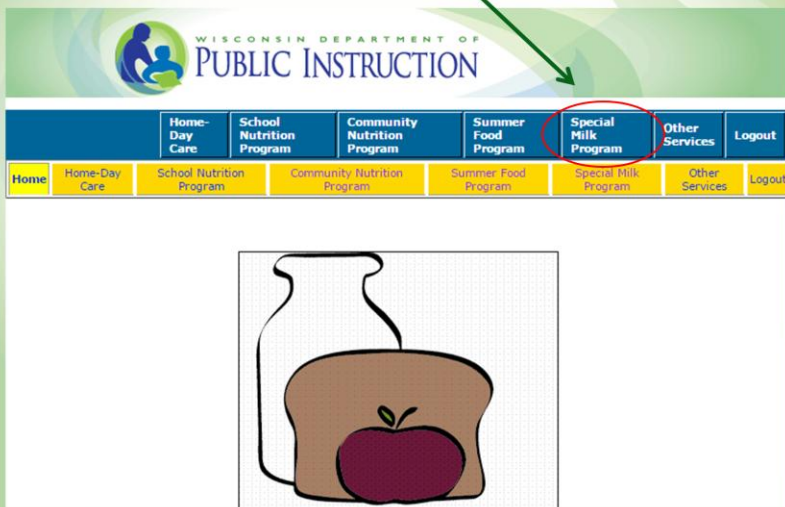 WISCONSIN DEPARTMENT OF
PUBLIC INSTRUCTION
Home- School Community Summer Special Other Logout
Day Nutrition Nutrition Food Milk Services
Care Program Program Program Program
Home Home-Day School Nutrition Community Nutrition Summer Food Special Milk Other Logout
Care Program Program Program Program Services